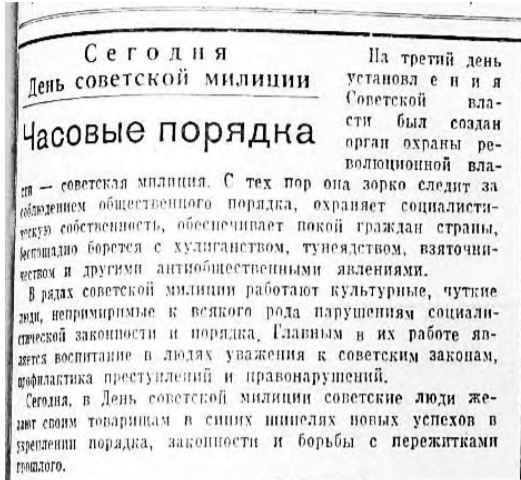 Сегодня
День советской милиции
Часовые порядка
На третий день
установления
Советской вла-
сти был создан
орган охраны ре-
волюционной вла-
сти — советская милиция. С тех пор она зорко следит за
соблюдением общественного порядка, охраняет социалисти-
ческую собственность, обеспечивает покой граждан страны,
беспощадно борется с хулиганством, тунеядством, взяточни-
чеством и другими антиобщественными явлениями.
В рядах советской милиции работают культурные, чуткие
люди, непримиримые к всякого рода нарушениям социали-
стической законности и порядка. Главным в их работе яв-
ляется воспитание в людях уважения к советским законам,
профилактика преступлений и правонарушений.
Сегодня, в День советской милиции советские люди же-
лают своим товарищам в синих шинелях новых успехов в
укреплении порядка, законности и борьбы с пережитками
прошлого.